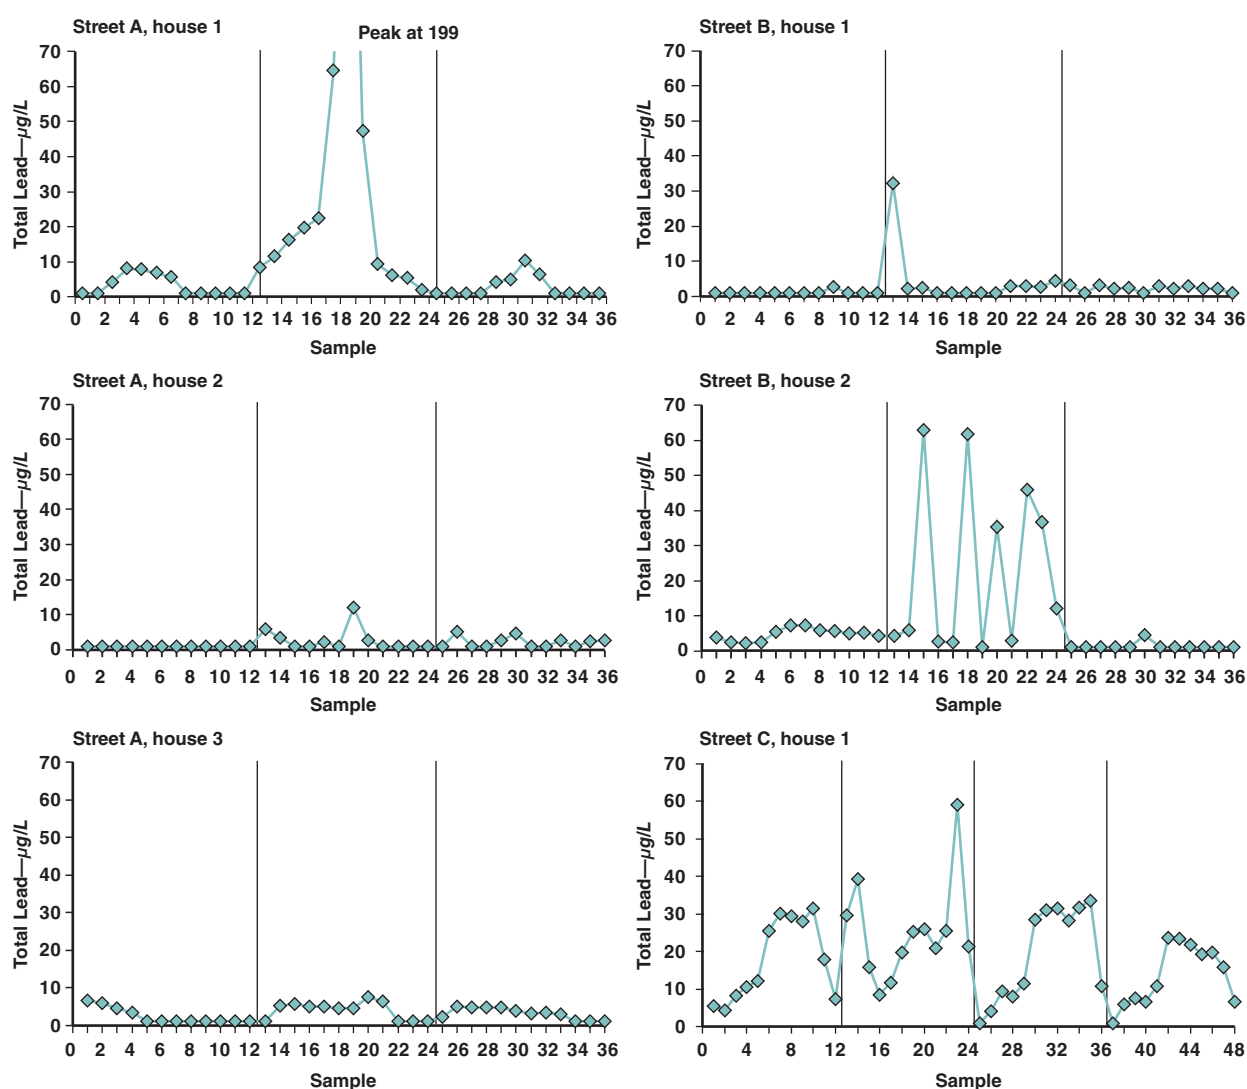 Street A, house 1
Peak at 199
Total Lead—µg/L
70
60
50
40
30
20
10
0
0 2 4 6 8 10 12 14 16 18 20 22 24 26 28 30 32 34 36
Sample
Street B, house 1
Total Lead—µg/L
70
60
50
40
30
20
10
0
0 2 4 6 8 10 12 14 16 18 20 22 24 26 28 30 32 34 36
Sample
Street A, house 2
Total Lead—µg/L
70
60
50
40
30
20
10
0
0 2 4 6 8 10 12 14 16 18 20 22 24 26 28 30 32 34 36
Sample
Street B, house 2
Total Lead—µg/L
70
60
50
40
30
20
10
0
0 2 4 6 8 10 12 14 16 18 20 22 24 26 28 30 32 34 36
Sample
Street A, house 3
Total Lead—µg/L
70
60
50
40
30
20
10
0
0 2 4 6 8 10 12 14 16 18 20 22 24 26 28 30 32 34 36
Sample
Street C, house 1
Total Lead—µg/L
70
60
50
40
30
20
10
0
0 4 8 12 16 20 24 28 32 36 40 44 48
Sample